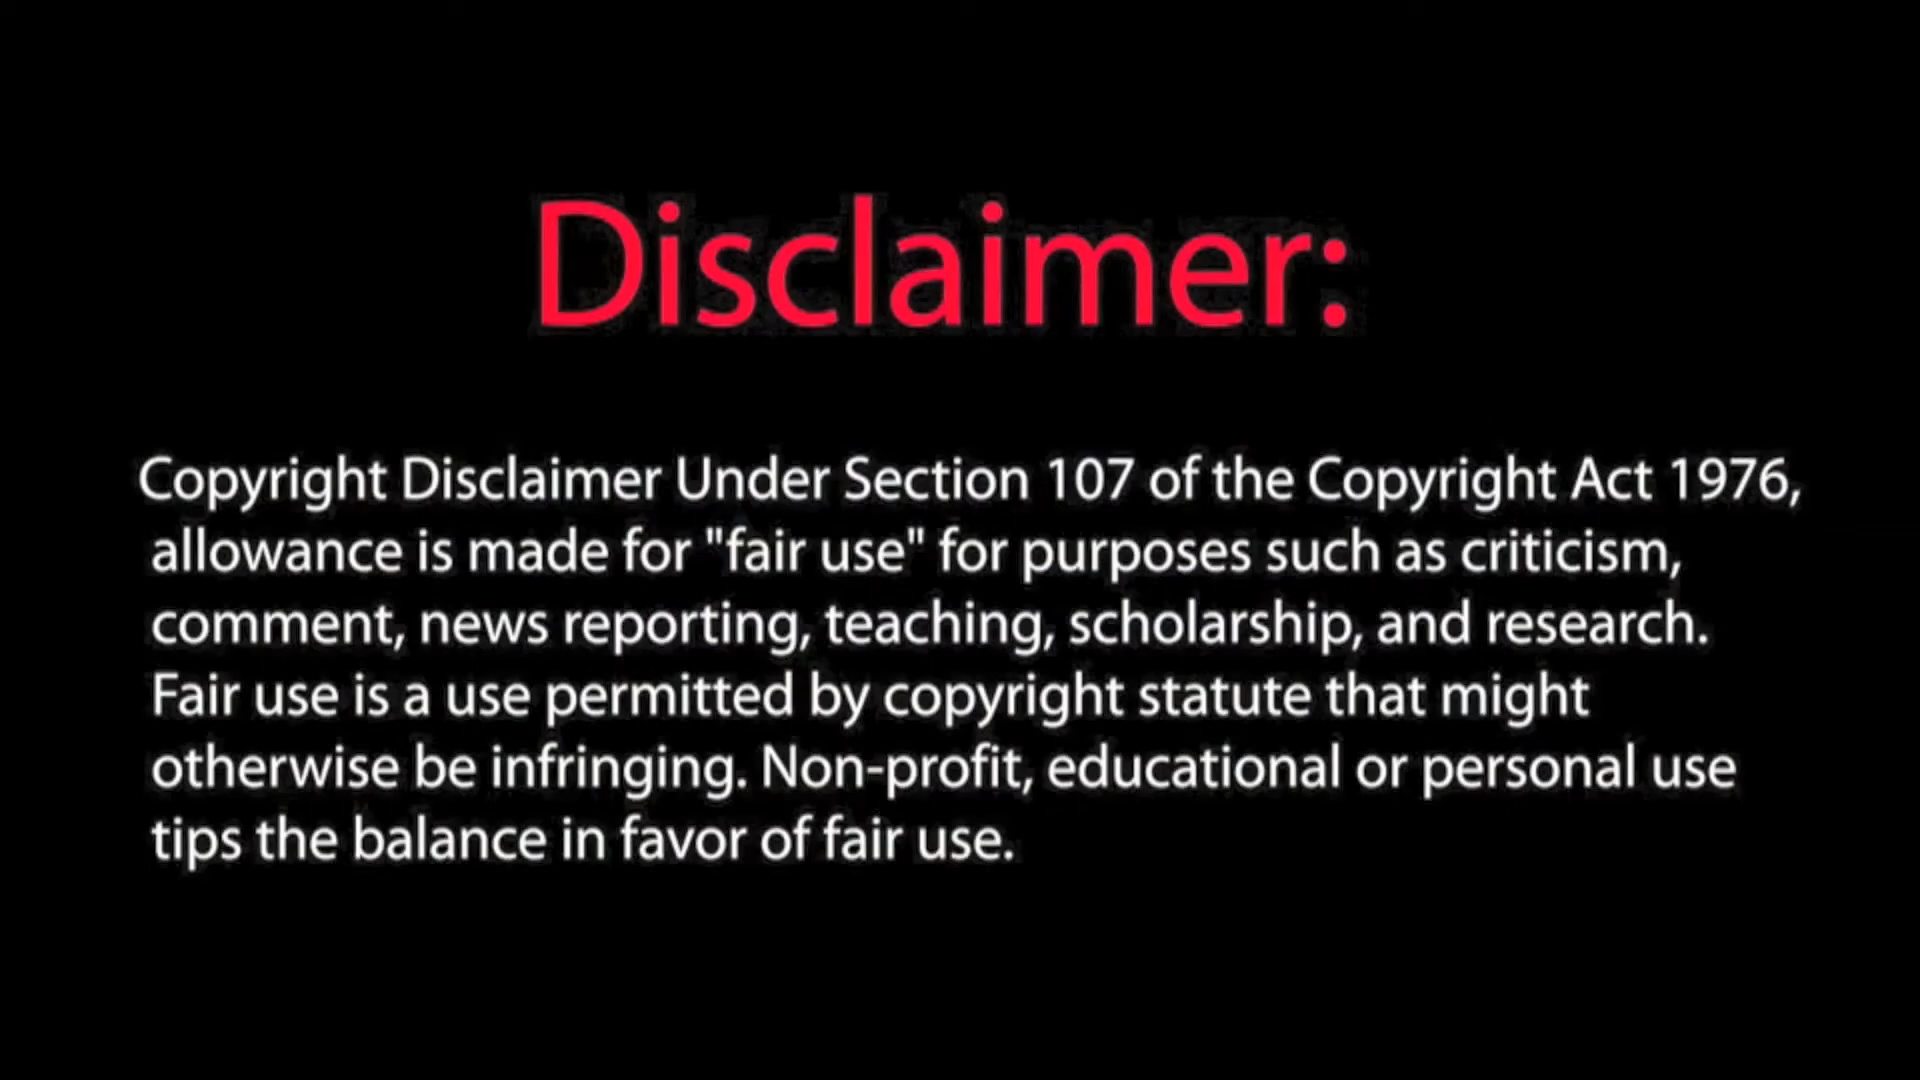 Disclaimer:
Copyright Disclaimer Under Section 107 of the Copyright Act 1976,
allowance is made for "fair use" for purposes such as criticism,
comment, news reporting, teaching, scholarship, and research.
Fair use is a use permitted by copyright statute that might
otherwise be infringing. Non-profit, educational or personal use
tips the balance in favor of fair use.